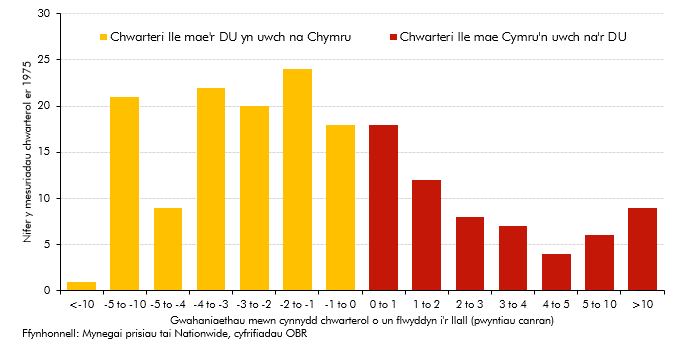 30
25
20
15
10
5
0
Nifer y mesuriadau chwarterol er 1975
Chwarteri lle mae'r DU yn uwch na Chymru
Chwarteri lle mae Cymru'n uwch na'r DU
<-10 -5 to -10 -5 to -4 -4 to -3 -3 to -2 -2 to -1 -1 to 0 0 to 1 1 to 2 2 to 3 3 to 4 4 to 5 5 to 10 >10
Gwahaniaethau mewn cynnydd chwarterol o un flwyddyn i'r llall (pwyntiau canran)
Ffynhonnell: Mynegai prisiau tai Nationwide, cyfrifiadau OBR